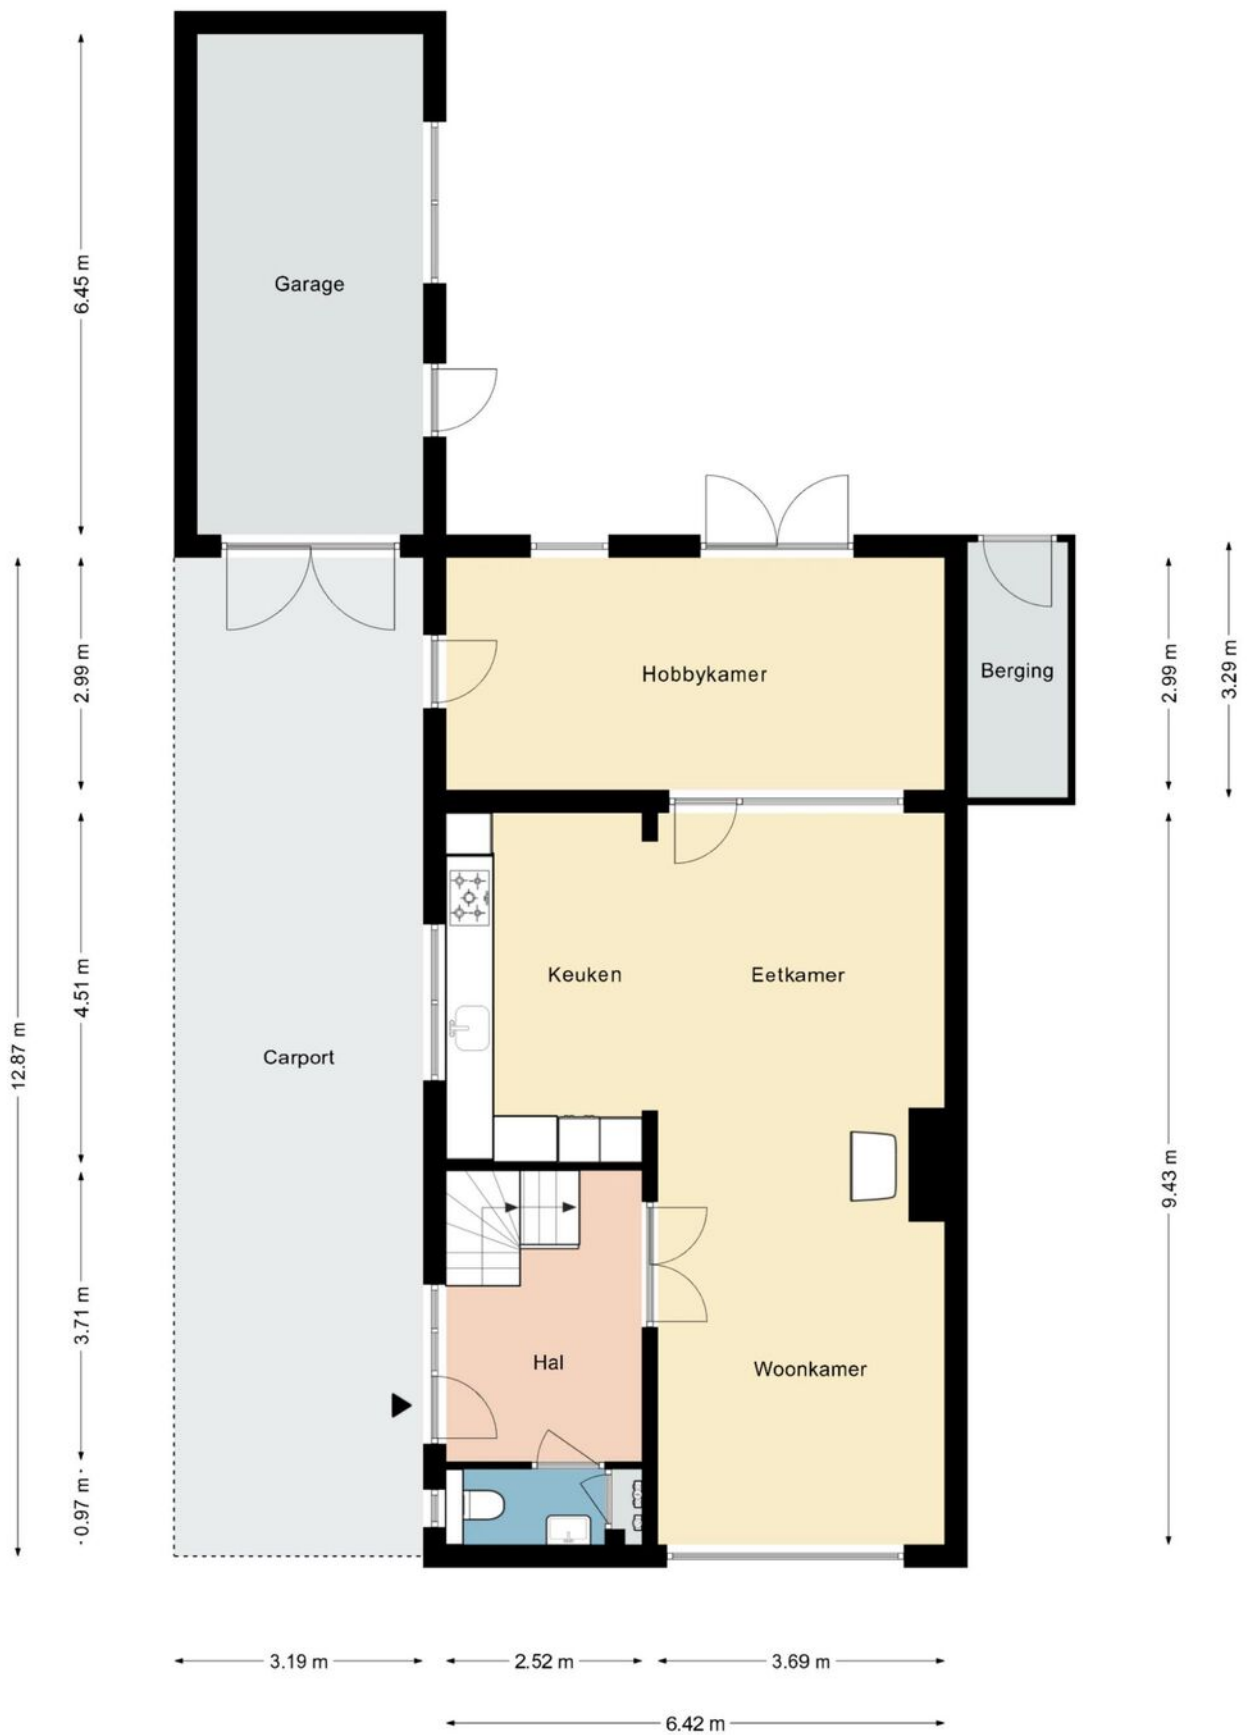 6.45 m
Garage
2.99 m
Hobbykamer
Berging
2.99 m
3.29 m
4.51 m
Keuken
Eetkamer
12.87 m
Carport
9.43 m
3.71 m
Hal
Woonkamer
0.97 m
3.19 m
2.52 m
3.69 m
6.42 m